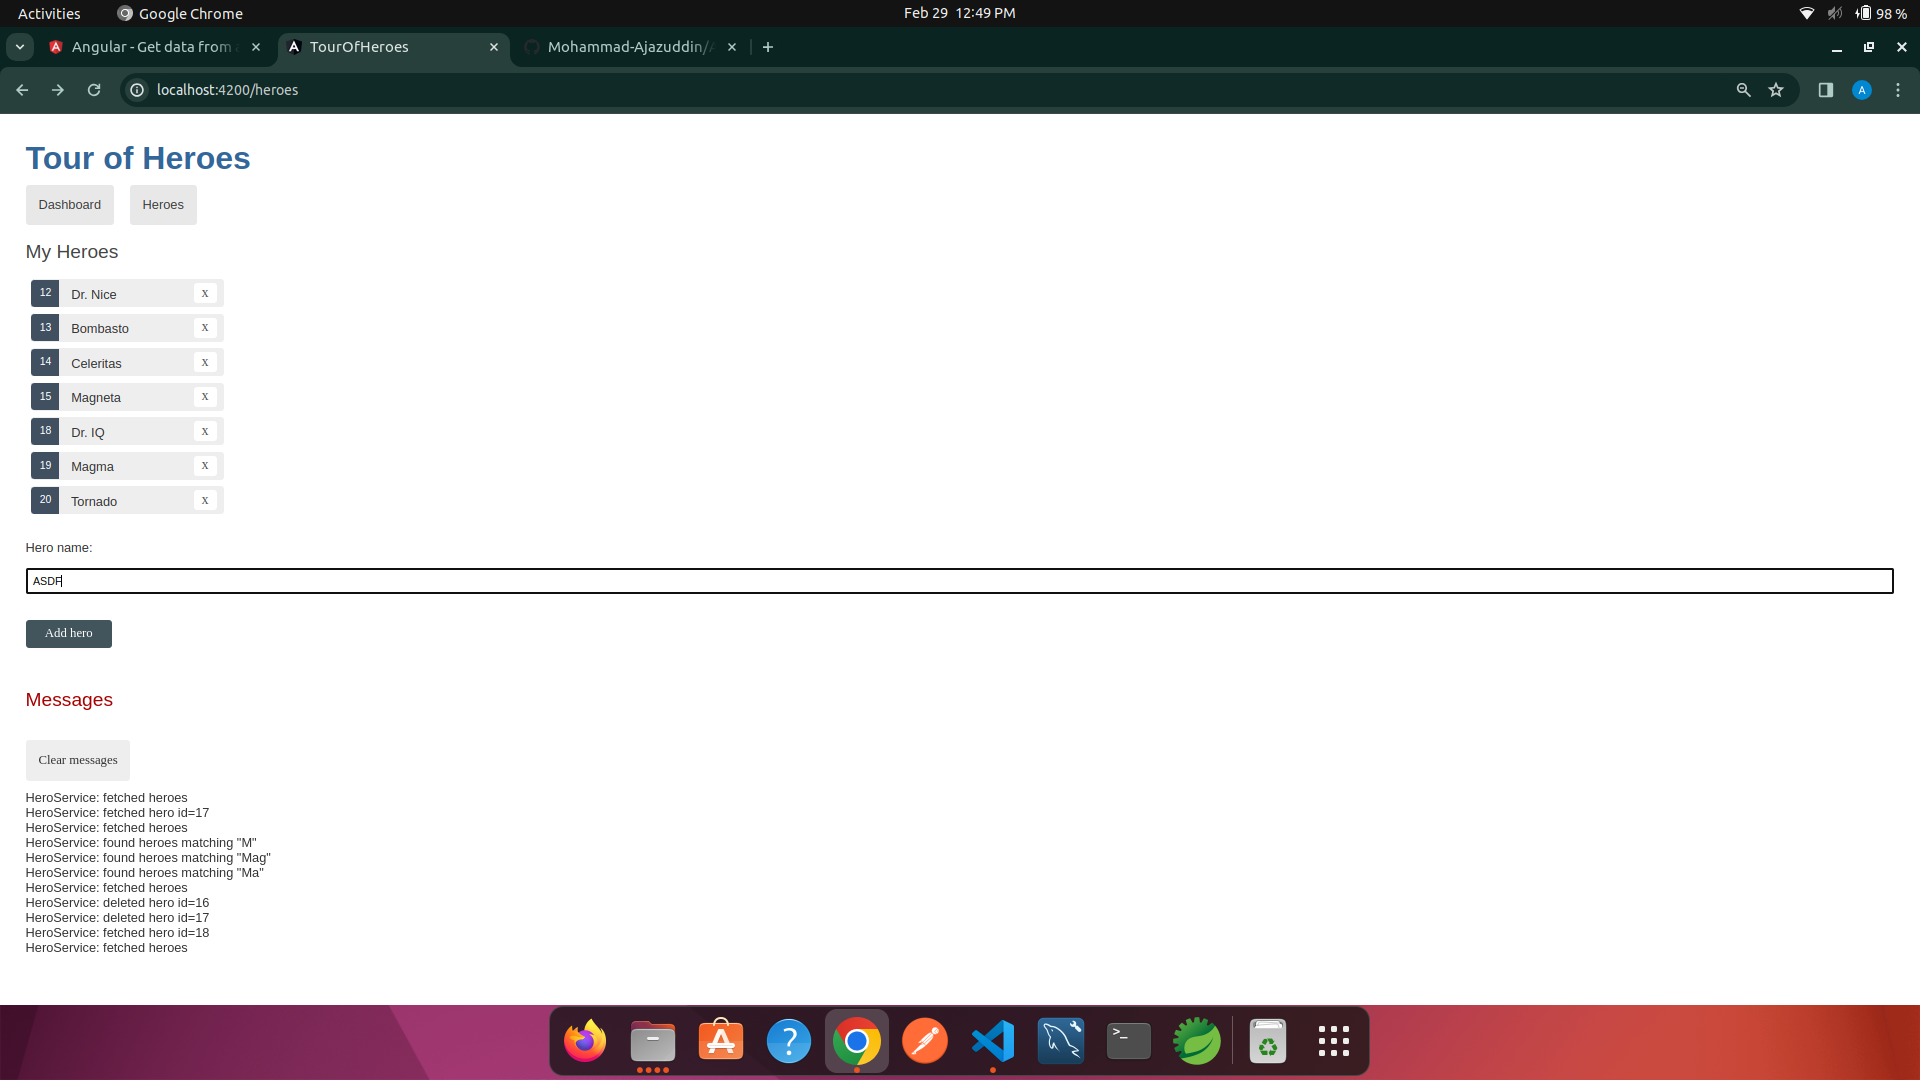 Activities Google Chrome Feb 29 12:49 PM 98 %
Angular - Get data from TourOfHeroes Mohammad-Ajazuddin/
localhost:4200/heroes A
Tour of Heroes
Dashboard Heroes
My Heroes
12 Dr. Nice x
13 Bombasto x
14 Celeritas x
15 Magneta x
18 Dr. IQ x
19 Magma x
20 Tornado x
Hero name:
ASDF
Add hero
Messages
Clear messages
HeroService: fetched heroes
HeroService: fetched hero id=17
HeroService: fetched heroes
HeroService: found heroes matching "M"
HeroService: found heroes matching "Mag"
HeroService: found heroes matching "Ma"
HeroService: fetched heroes
HeroService: deleted hero id=16
HeroService: deleted hero id=17
HeroService: fetched hero id=18
HeroService: fetched heroes